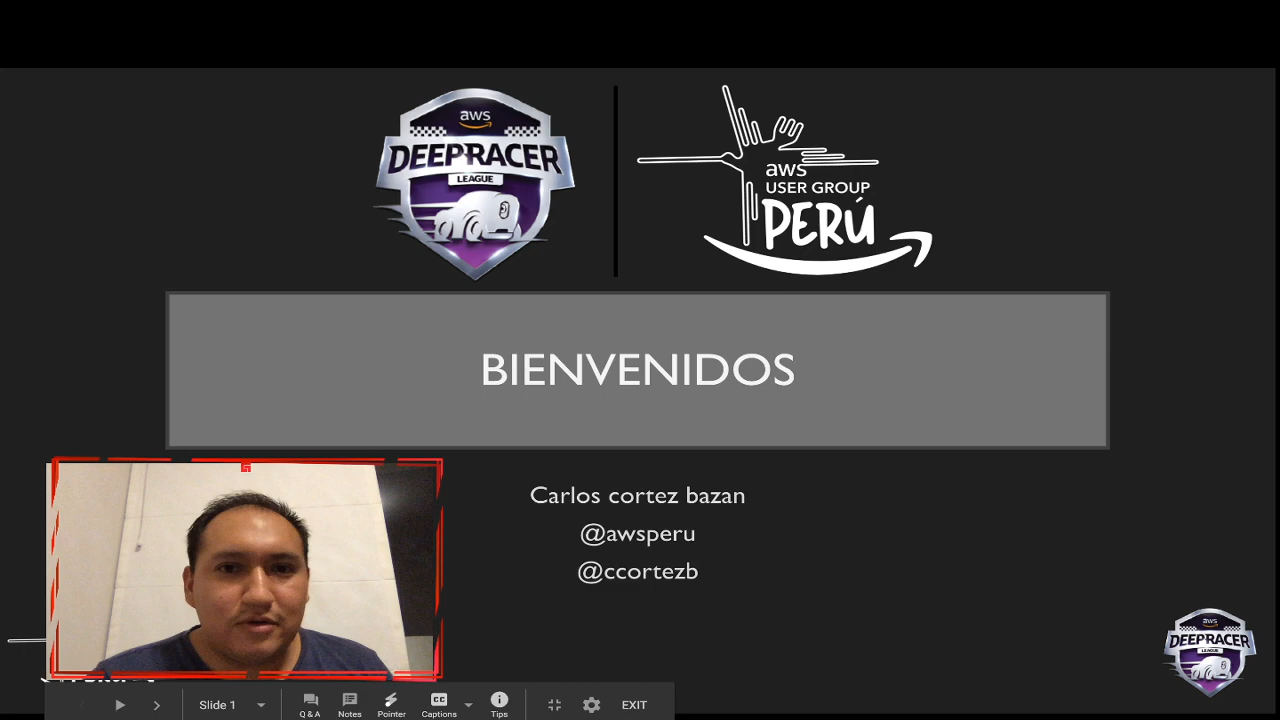 aws
DEEPRACER
LEAGUE
aws
USER GROUP
PERÚ
BIENVENIDOS
Carlos cortez bazan
@awsperu
@ccortezb
aws
DEEPRACER
LEAGUE
Slide 1
Q & A
Notes
Pointer
CC
Captions
Tips
EXIT